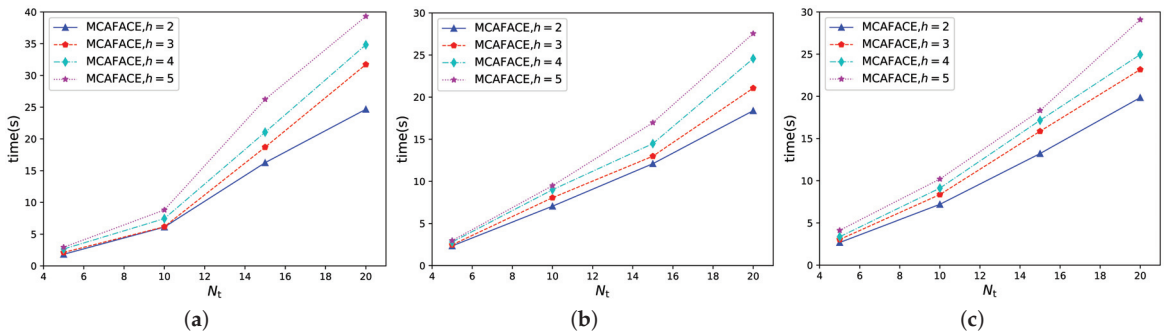 40
35
30
25
20
15
10
5
0
time(s)
MCAFACE,h = 2
MCAFACE,h = 3
MCAFACE,h = 4
MCAFACE,h = 5
4 6 8 10 12 14 16 18 20
Nt
(a)
30
25
20
15
10
5
0
time(s)
MCAFACE,h = 2
MCAFACE,h = 3
MCAFACE,h = 4
MCAFACE,h = 5
4 6 8 10 12 14 16 18 20
Nt
(b)
30
25
20
15
10
5
0
time(s)
MCAFACE,h = 2
MCAFACE,h = 3
MCAFACE,h = 4
MCAFACE,h = 5
4 6 8 10 12 14 16 18 20
Nt
(c)